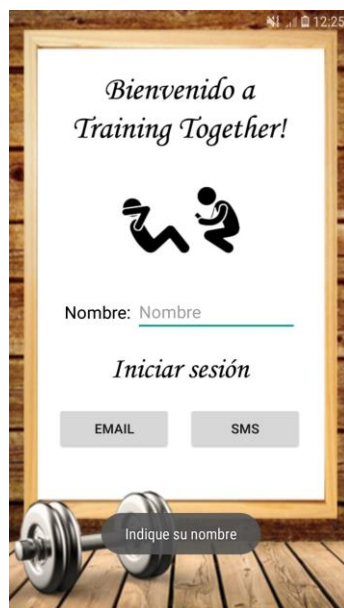 12:25
Bienvenido a
Training Together!
Nombre: Nombre
Iniciar sesión
EMAIL SMS
Indique su nombre